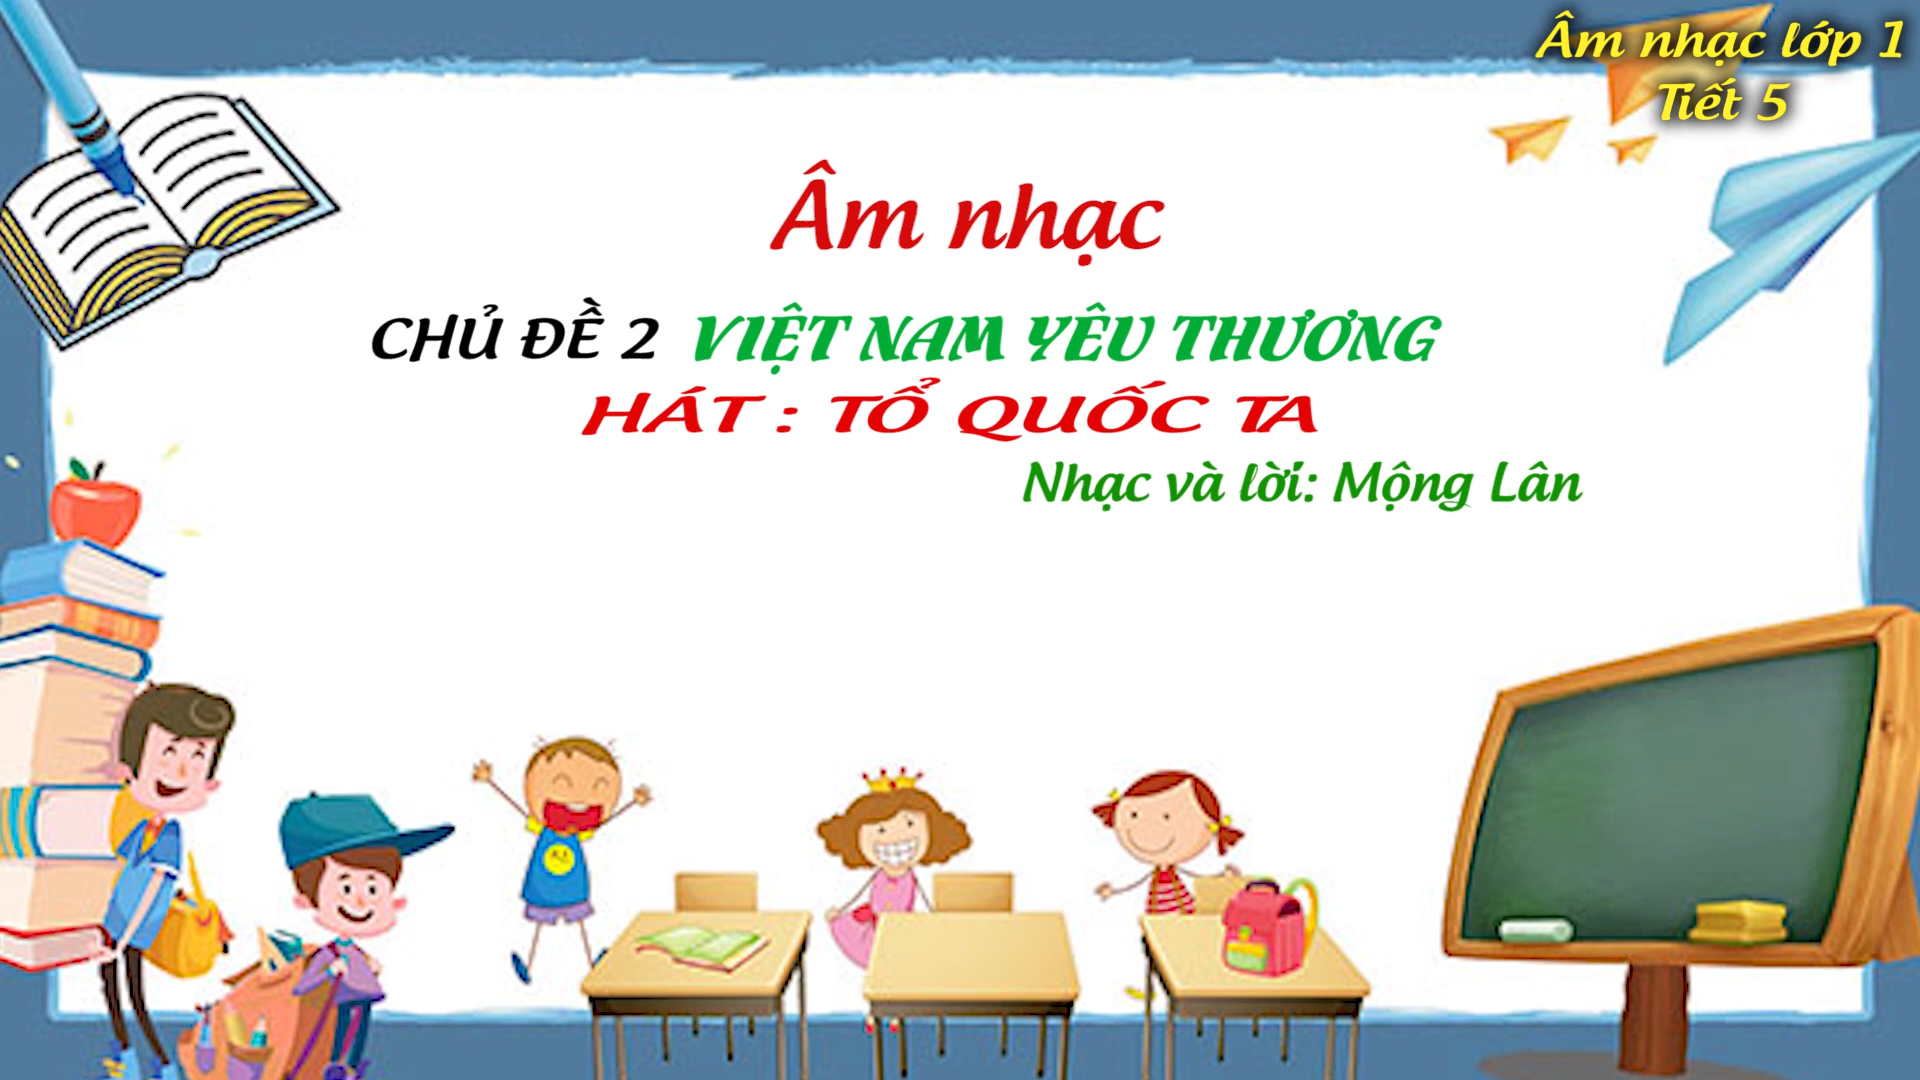 Âm nhạc lớp 1
Tiết 5
Âm nhạc
CHỦ ĐỀ 2 VIỆT NAM YÊU THƯƠNG
HÁT : TỔ QUỐC TA
Nhạc và lời: Mộng Lân